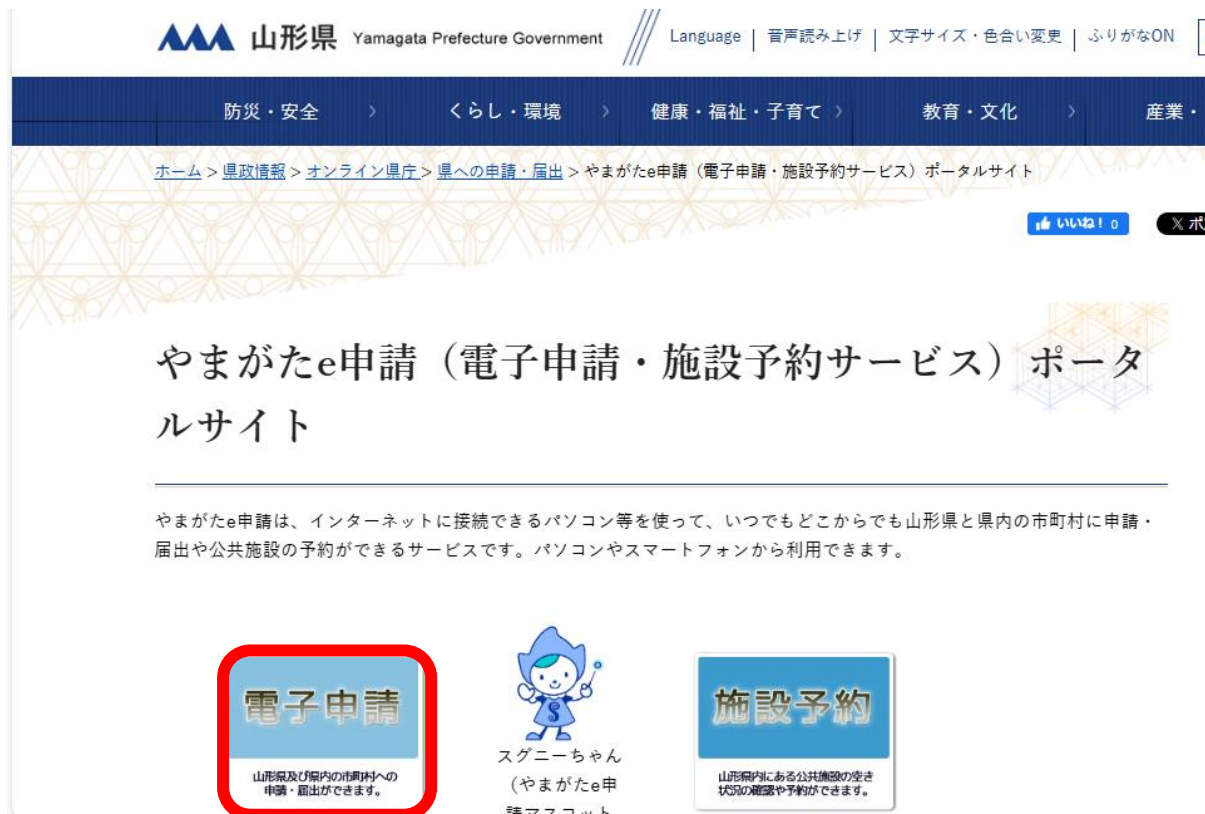 山形県 Yamagata Prefecture Government Language 音声読み上げ 文字サイズ・色合い変更 ふりがなON
防災・安全 くらし・環境 健康・福祉・子育て 教育・文化 産業・
ホーム > 県政情報 > オンライン県庁 > 県への申請・届出 > やまがたe申請(電子申請・施設予約サービス)ポータルサイト
いいね! 0 X ポ
やまがたe申請(電子申請・施設予約サービス)ポータ
ルサイト
やまがたe申請は、インターネットに接続できるパソコン等を使って、いつでもどこからでも山形県と県内の市町村に申請・
届出や公共施設の予約ができるサービスです。パソコンやスマートフォンから利用できます。
電子申請
山形県及び県内の市町村への
申請・届出ができます。
S
スグニーちゃん
(やまがたe申
請マスコット
施設予約
山形県内にある公共施設の空き
状況の確認や予約ができます。